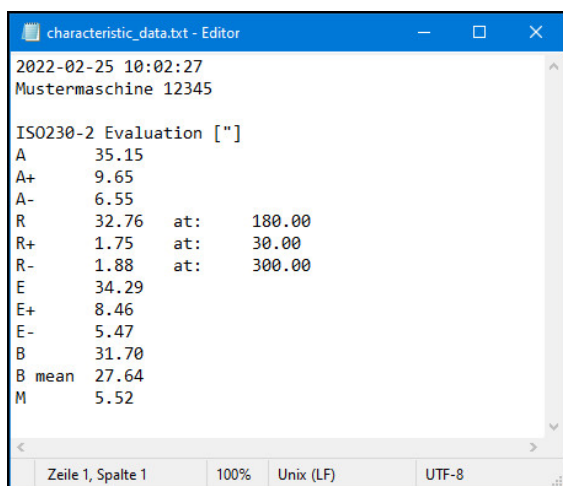 characteristic_data.txt - Editor
2022-02-25 10:02:27
Mustermaschine 12345
ISO230-2 Evaluation ["]
A 35.15
A+ 9.65
A- 6.55
R 32.76 at: 180.00
R+ 1.75 at: 30.00
R- 1.88 at: 300.00
E 34.29
E+ 8.46
E- 5.47
B 31.70
B mean 27.64
M 5.52
Zeile 1, Spalte 1 100% Unix (LF) UTF-8